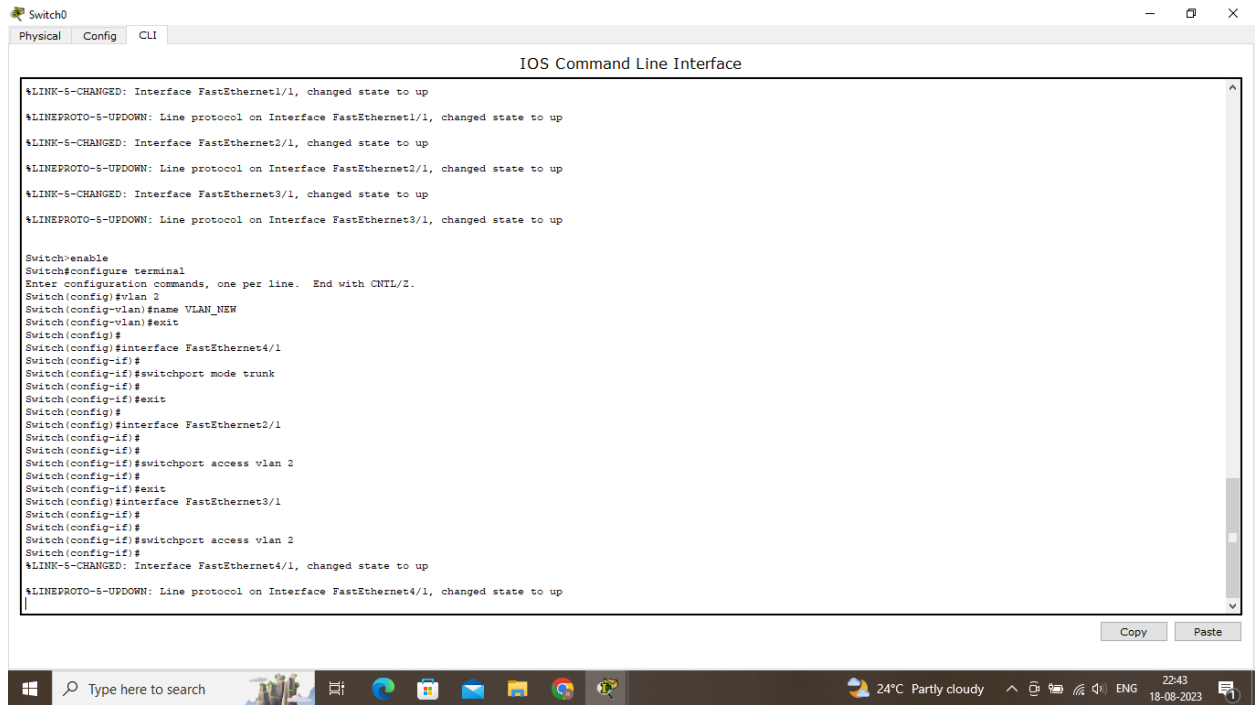 Switch0
Physical Config CLI
IOS Command Line Interface
%LINK-5-CHANGED: Interface FastEthernet1/1, changed state to up
%LINEPROTO-5-UPDOWN: Line protocol on Interface FastEthernet1/1, changed state to up
%LINK-5-CHANGED: Interface FastEthernet2/1, changed state to up
%LINEPROTO-5-UPDOWN: Line protocol on Interface FastEthernet2/1, changed state to up
%LINK-5-CHANGED: Interface FastEthernet3/1, changed state to up
%LINEPROTO-5-UPDOWN: Line protocol on Interface FastEthernet3/1, changed state to up
Switch>enable
Switch#configure terminal
Enter configuration commands, one per line.  End with CNTL/Z.
Switch(config)#vlan 2
Switch(config-vlan)#name VLAN_NEW
Switch(config-vlan)#exit
Switch(config)#
Switch(config)#interface FastEthernet4/1
Switch(config-if)#
Switch(config-if)#switchport mode trunk
Switch(config-if)#
Switch(config-if)#exit
Switch(config)#
Switch(config)#interface FastEthernet2/1
Switch(config-if)#
Switch(config-if)#
Switch(config-if)#switchport access vlan 2
Switch(config-if)#
Switch(config-if)#exit
Switch(config)#interface FastEthernet3/1
Switch(config-if)#
Switch(config-if)#
Switch(config-if)#switchport access vlan 2
Switch(config-if)#
%LINK-5-CHANGED: Interface FastEthernet4/1, changed state to up
%LINEPROTO-5-UPDOWN: Line protocol on Interface FastEthernet4/1, changed state to up
Copy Paste
Type here to search
24°C Partly cloudy
ENG
22:43
18-08-2023
1